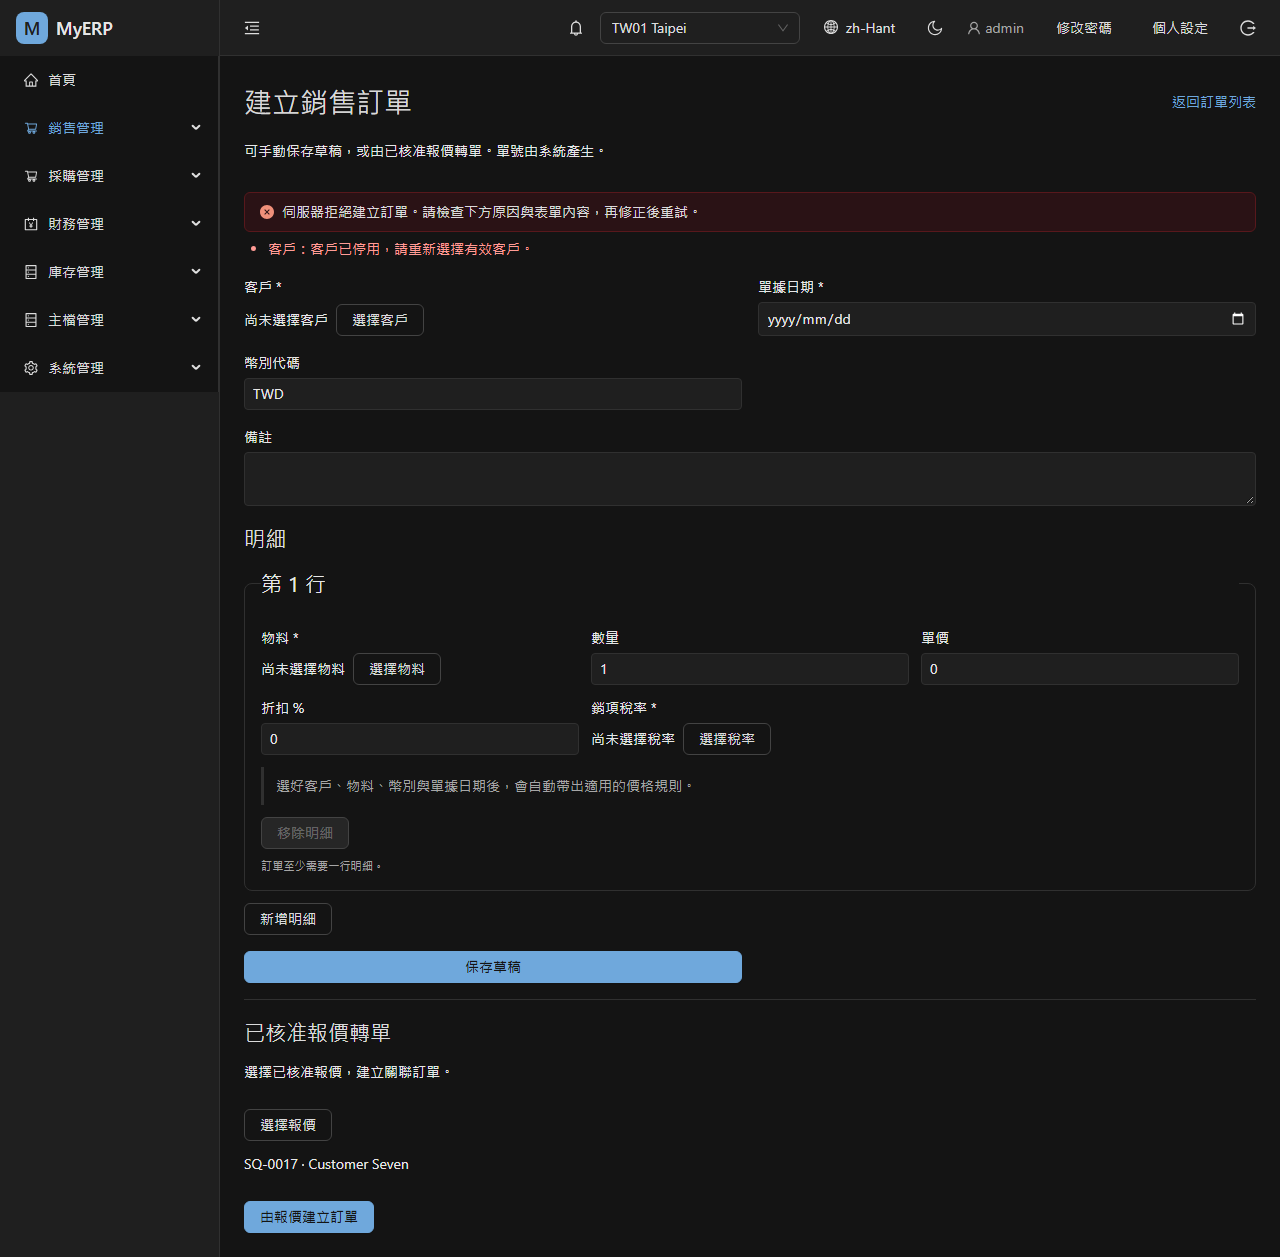 M MyERP
TW01 Taipei
zh-Hant
admin
修改密碼
個人設定
首頁
銷售管理
採購管理
財務管理
庫存管理
主檔管理
系統管理
建立銷售訂單
返回訂單列表
可手動保存草稿，或由已核准報價轉單。單號由系統產生。
伺服器拒絕建立訂單。請檢查下方原因與表單內容，再修正後重試。
• 客戶：客戶已停用，請重新選擇有效客戶。
客戶 *
尚未選擇客戶 選擇客戶
單據日期 *
yyyy/mm/dd
幣別代碼
TWD
備註
明細
第 1 行
物料 *
尚未選擇物料 選擇物料
數量
1
單價
0
折扣 %
0
銷項稅率 *
尚未選擇稅率 選擇稅率
選好客戶、物料、幣別與單據日期後，會自動帶出適用的價格規則。
移除明細
訂單至少需要一行明細。
新增明細
保存草稿
已核准報價轉單
選擇已核准報價，建立關聯訂單。
選擇報價
SQ-0017 · Customer Seven
由報價建立訂單